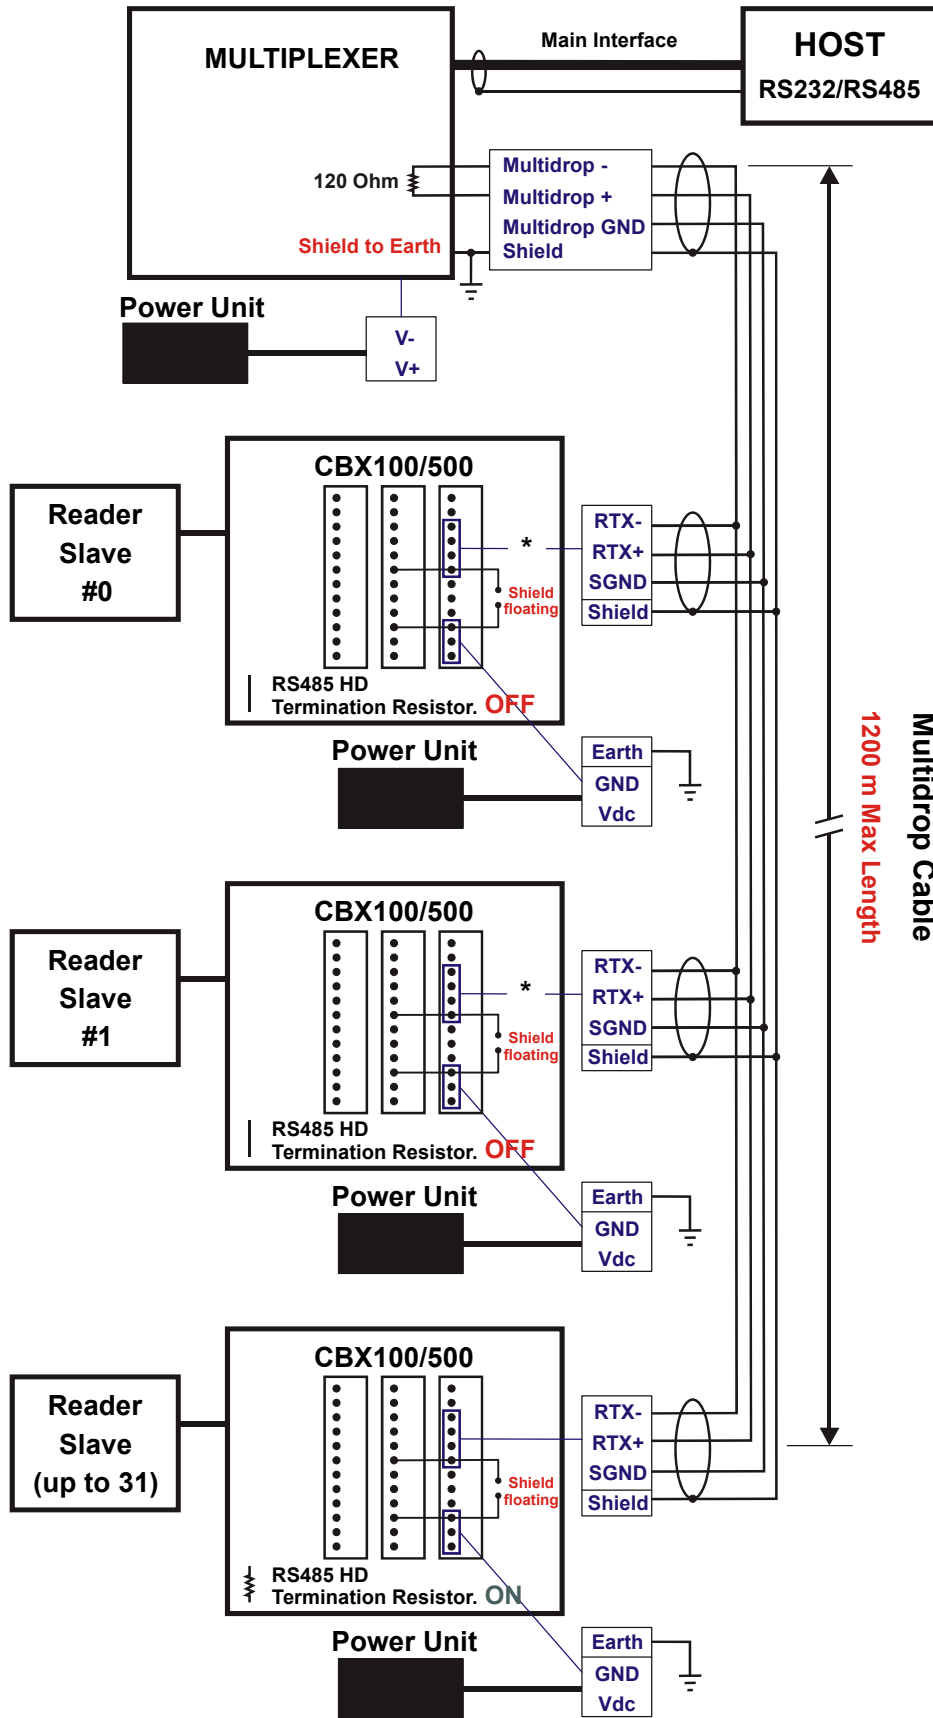 MULTIPLEXER
Main Interface
HOST
RS232/RS485
120 Ohm
Multidrop -
Multidrop +
Multidrop GND
Shield to Earth
Shield
Power Unit
V-
V+
CBX100/500
Reader
Slave
#0
*
RTX-
RTX+
SGND
Shield
Shield
floating
RS485 HD
Termination Resistor. OFF
Power Unit
Earth
GND
Vdc
Multidrop Cable
1200 m Max Length
CBX100/500
Reader
Slave
#1
*
RTX-
RTX+
SGND
Shield
Shield
floating
RS485 HD
Termination Resistor. OFF
Power Unit
Earth
GND
Vdc
CBX100/500
Reader
Slave
(up to 31)
RTX-
RTX+
SGND
Shield
Shield
floating
RS485 HD
Termination Resistor. ON
Power Unit
Earth
GND
Vdc